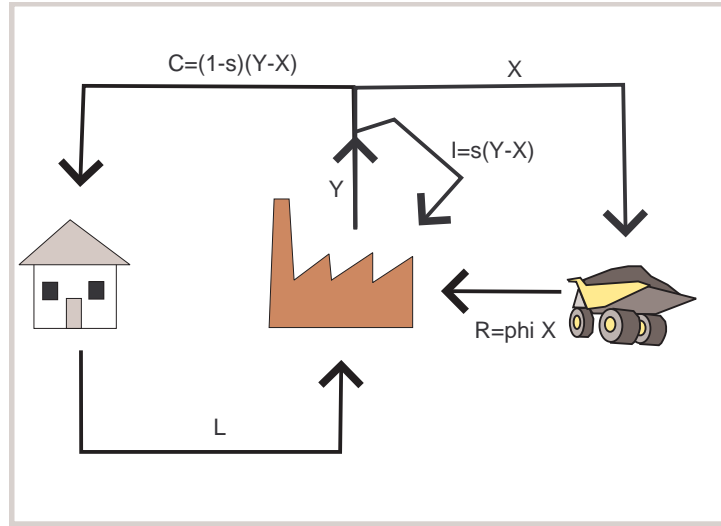 C=(1-s)(Y-X)
X
I=s(Y-X)
Y
R=phi X
L